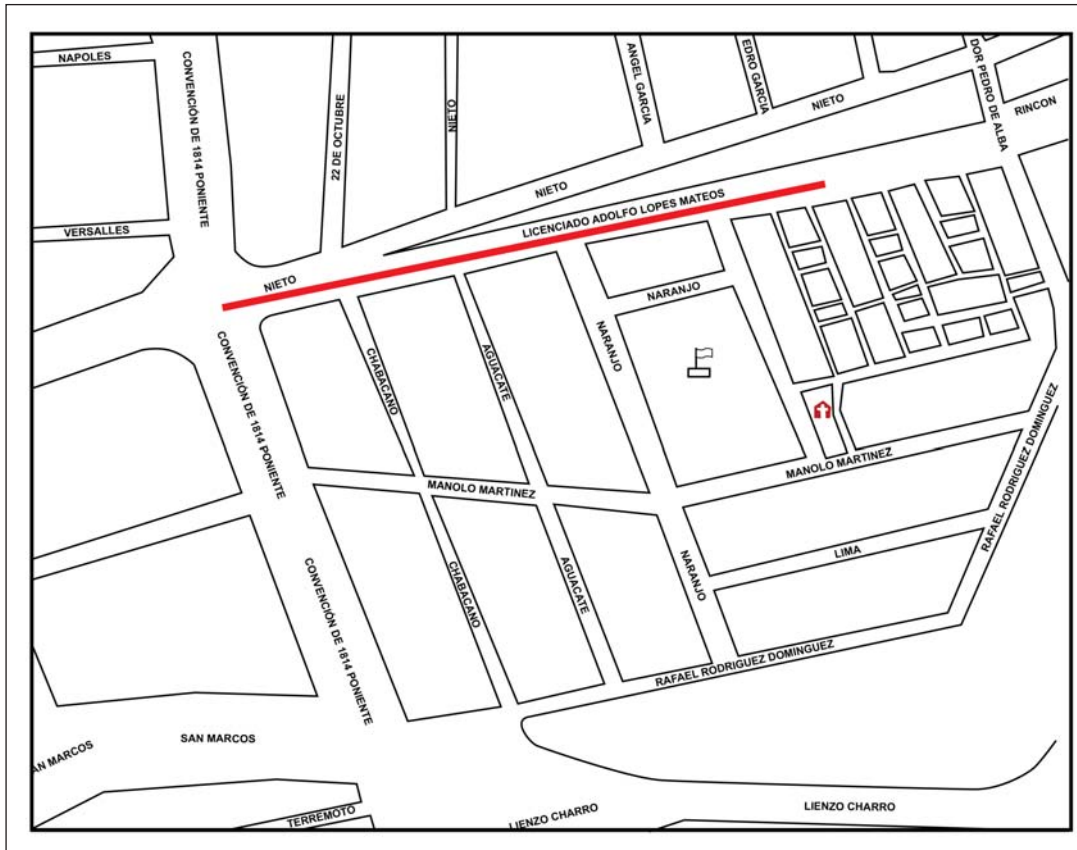 NAPOLES
CONVENCIÓN DE 1814 PONIENTE
22 DE OCTUBRE
NIETO
ANGEL GARCIA
EDRO GARCIA
DOR PEDRO DE ALBA
NIETO
RINCON
NIETO
LICENCIADO ADOLFO LOPES MATEOS
VERSALLES
NIETO
NARANJO
CONVENCIÓN DE 1814 PONIENTE
CHABACANO
AGUACATE
NARANJO
MANOLO MARTINEZ
RAFAEL RODRIGUEZ DOMINGUEZ
MANOLO MARTINEZ
LIMA
CONVENCIÓN DE 1814 PONIENTE
CHABACANO
AGUACATE
NARANJO
RAFAEL RODRIGUEZ DOMINGUEZ
SAN MARCOS
AN MARCOS
TERREMOTO
LIENZO CHARRO
LIENZO CHARRO